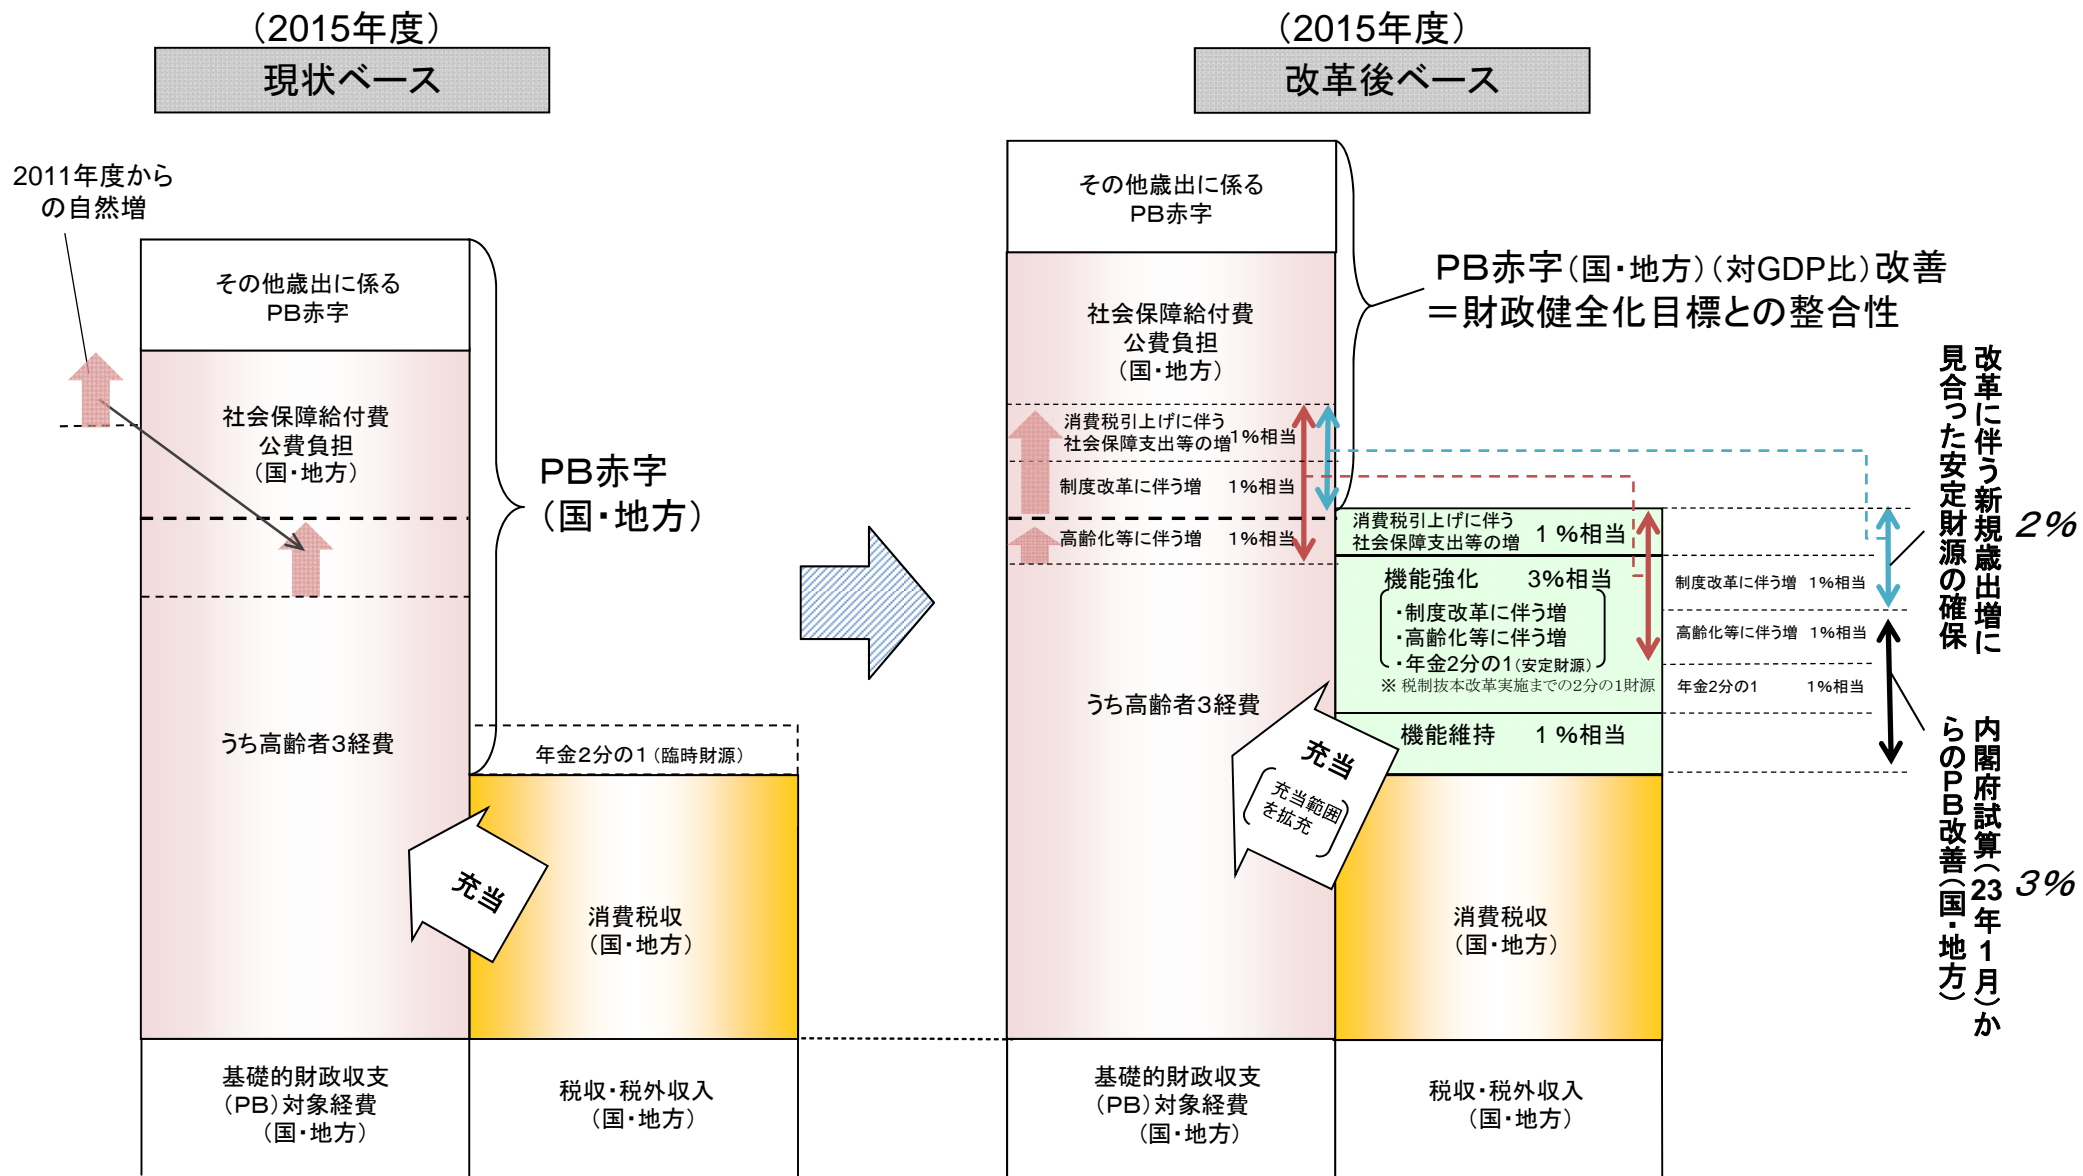 （2015年度）
現状ベース
2011年度から
の自然増
その他歳出に係る
ＰＢ赤字
社会保障給付費
公費負担
（国・地方）
うち高齢者３経費
ＰＢ赤字
（国・地方）
年金2分の1（臨時財源）
充当
消費税収
（国・地方）
基礎的財政収支
（PB）対象経費
（国・地方）
税収・税外収入
（国・地方）
（2015年度）
改革後ベース
その他歳出に係る
ＰＢ赤字
社会保障給付費
公費負担
（国・地方）
消費税引上げに伴う
社会保障支出等の増 1％相当
制度改革に伴う増 1％相当
高齢化等に伴う増 1％相当
うち高齢者３経費
ＰＢ赤字（国・地方）（対GDP比）改善
＝財政健全化目標との整合性
消費税引上げに伴う
社会保障支出等の増 1％相当
機能強化 3％相当
・制度改革に伴う増
・高齢化等に伴う増
・年金2分の1（安定財源）
※ 税制抜本改革実施までの2分の1財源
機能維持 1％相当
制度改革に伴う増 1％相当
高齢化等に伴う増 1％相当
年金2分の1 1％相当
充当
充当範囲
を拡充
消費税収
（国・地方）
基礎的財政収支
（PB）対象経費
（国・地方）
税収・税外収入
（国・地方）
改革に伴う新規歳出増に
見合った安定財源の確保
2％
内閣府試算（23年1月）か
らのＰＢ改善（国・地方）
3％